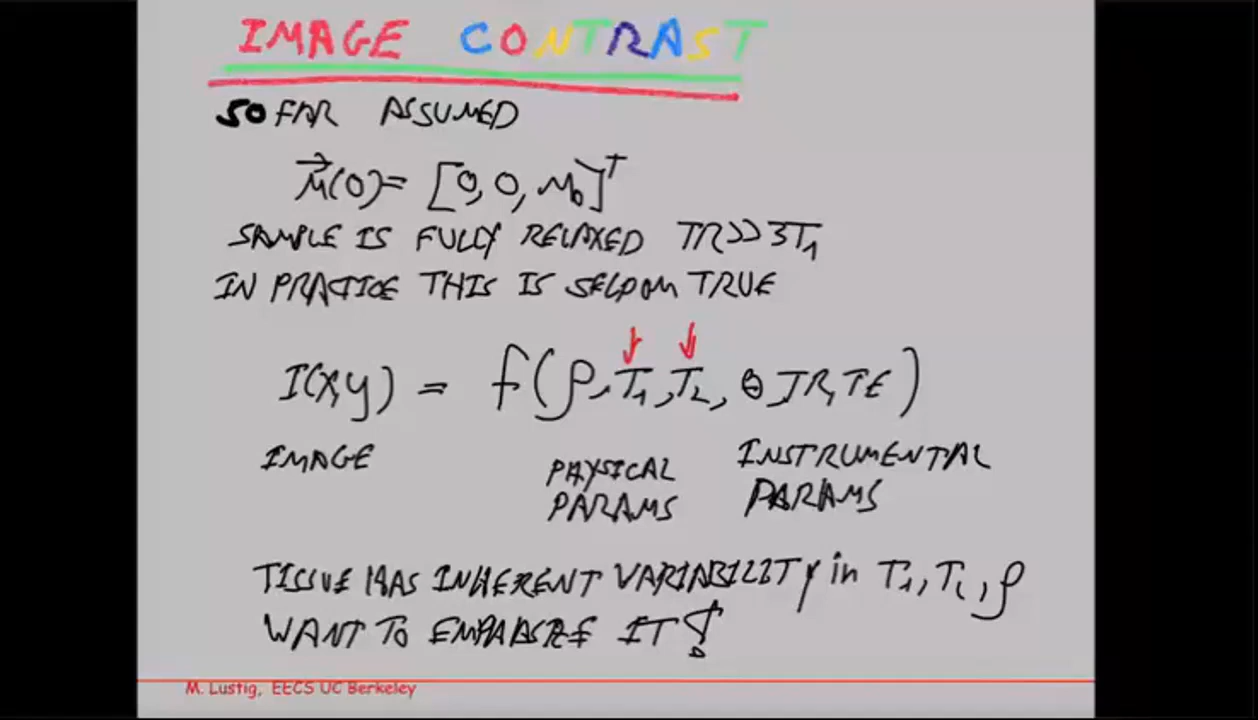 IMAGE CONTRAST
SO FAR ASSUMED
M⃗(0) = [0, 0, M₀]ᵀ
SAMPLE IS FULLY RELAXED TR>>3T₁
IN PRACTICE THIS IS SELDOM TRUE
I(x,y) = f(ρ, T₁, T₂, θ, TR, TE)
IMAGE
PHYSICAL
PARAMS
INSTRUMENTAL
PARAMS
TISSUE HAS INHERENT VARIABILITY in T₁, T₂, ρ
WANT TO EMPHASIZE IT!
M. Lustig, EECS UC Berkeley